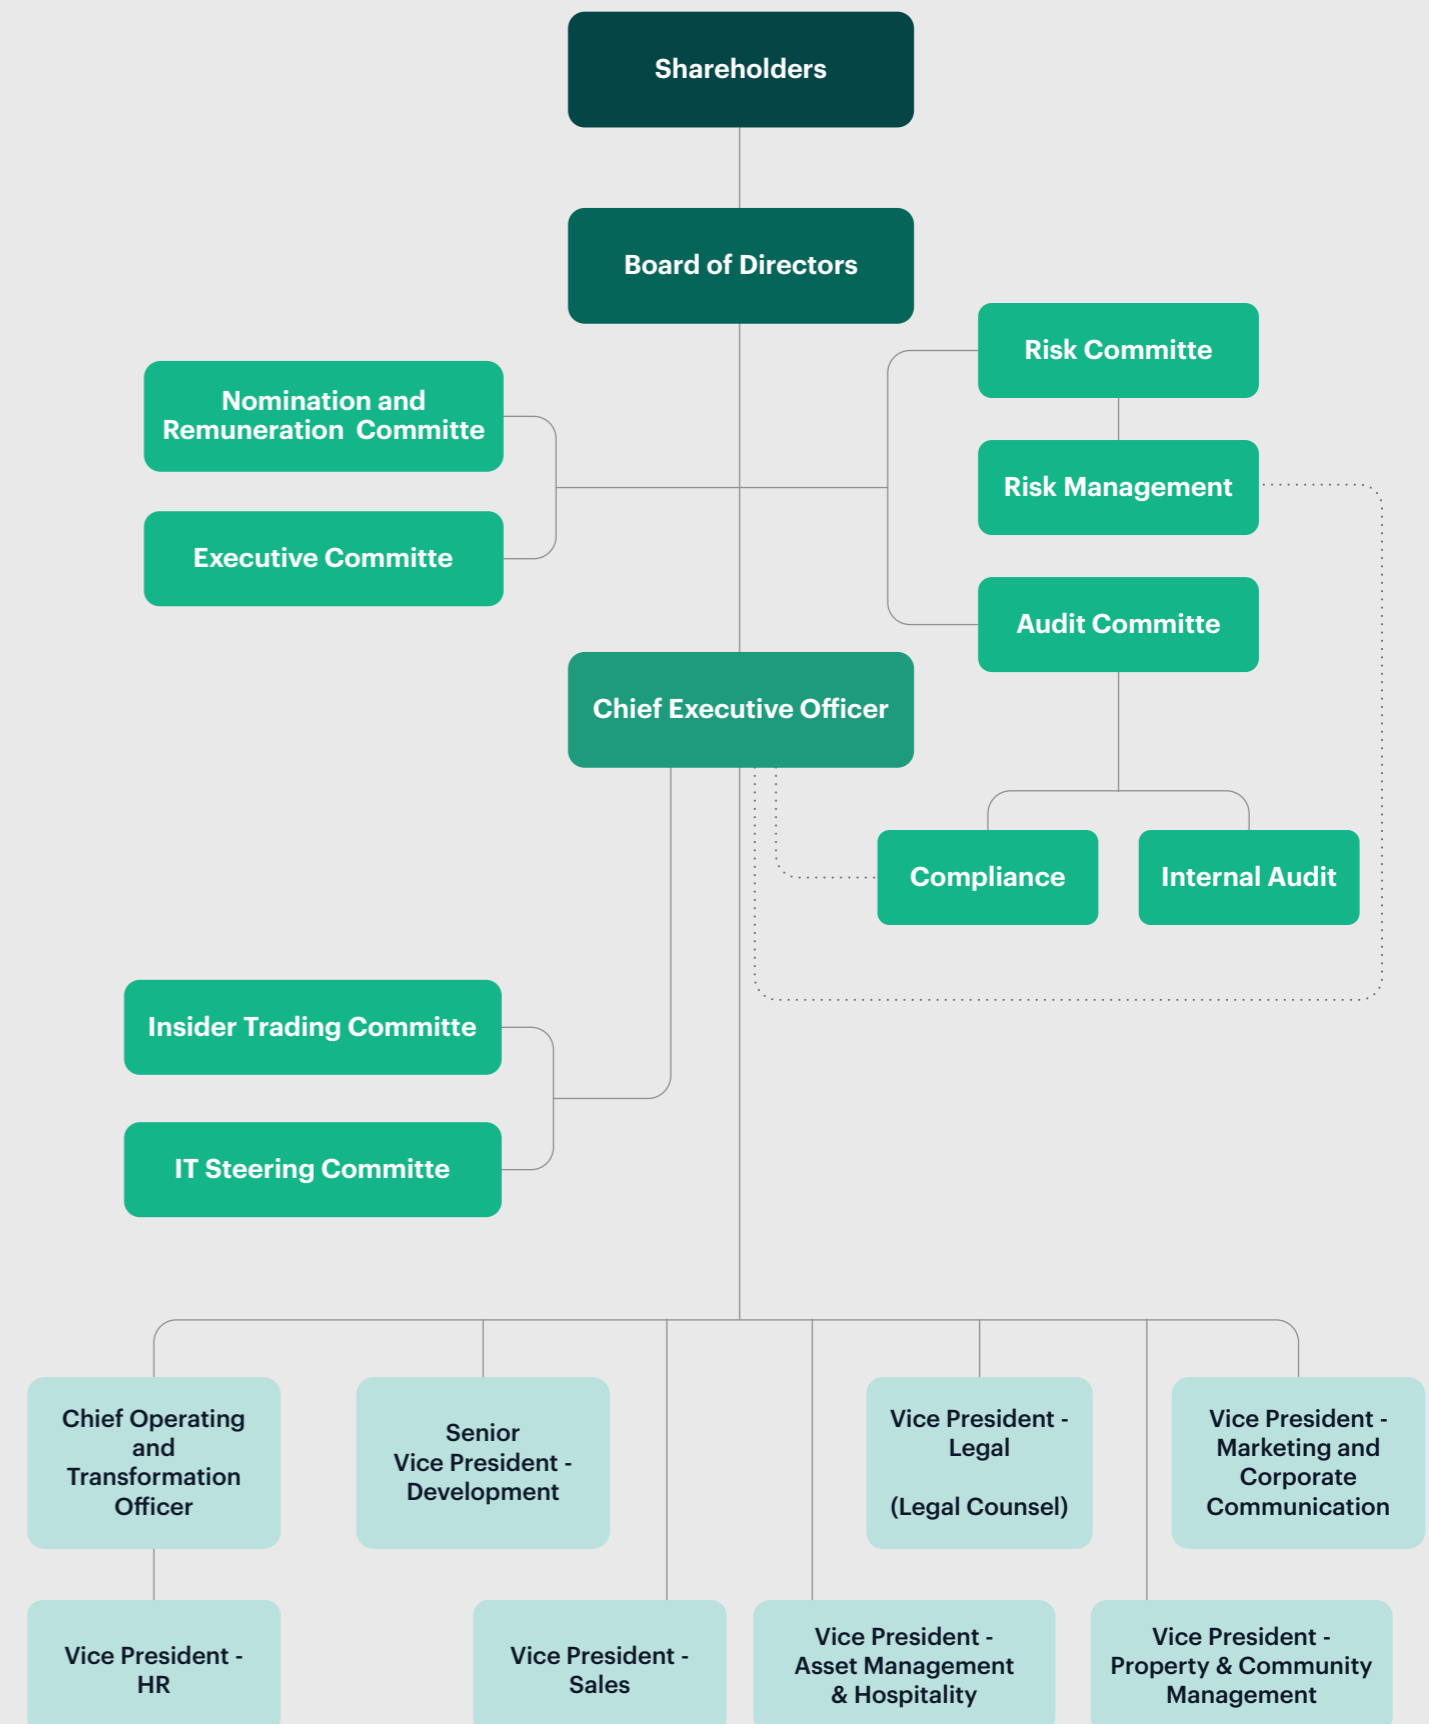 Shareholders
Board of Directors
Risk Committe
Nomination and
Remuneration Committe
Risk Management
Executive Committe
Audit Committe
Chief Executive Officer
Compliance
Internal Audit
Insider Trading Committe
IT Steering Committe
Chief Operating
and
Transformation
Officer
Senior
Vice President -
Development
Vice President -
Legal
(Legal Counsel)
Vice President -
Marketing and
Corporate
Communication
Vice President -
HR
Vice President -
Sales
Vice President -
Asset Management
& Hospitality
Vice President -
Property & Community
Management